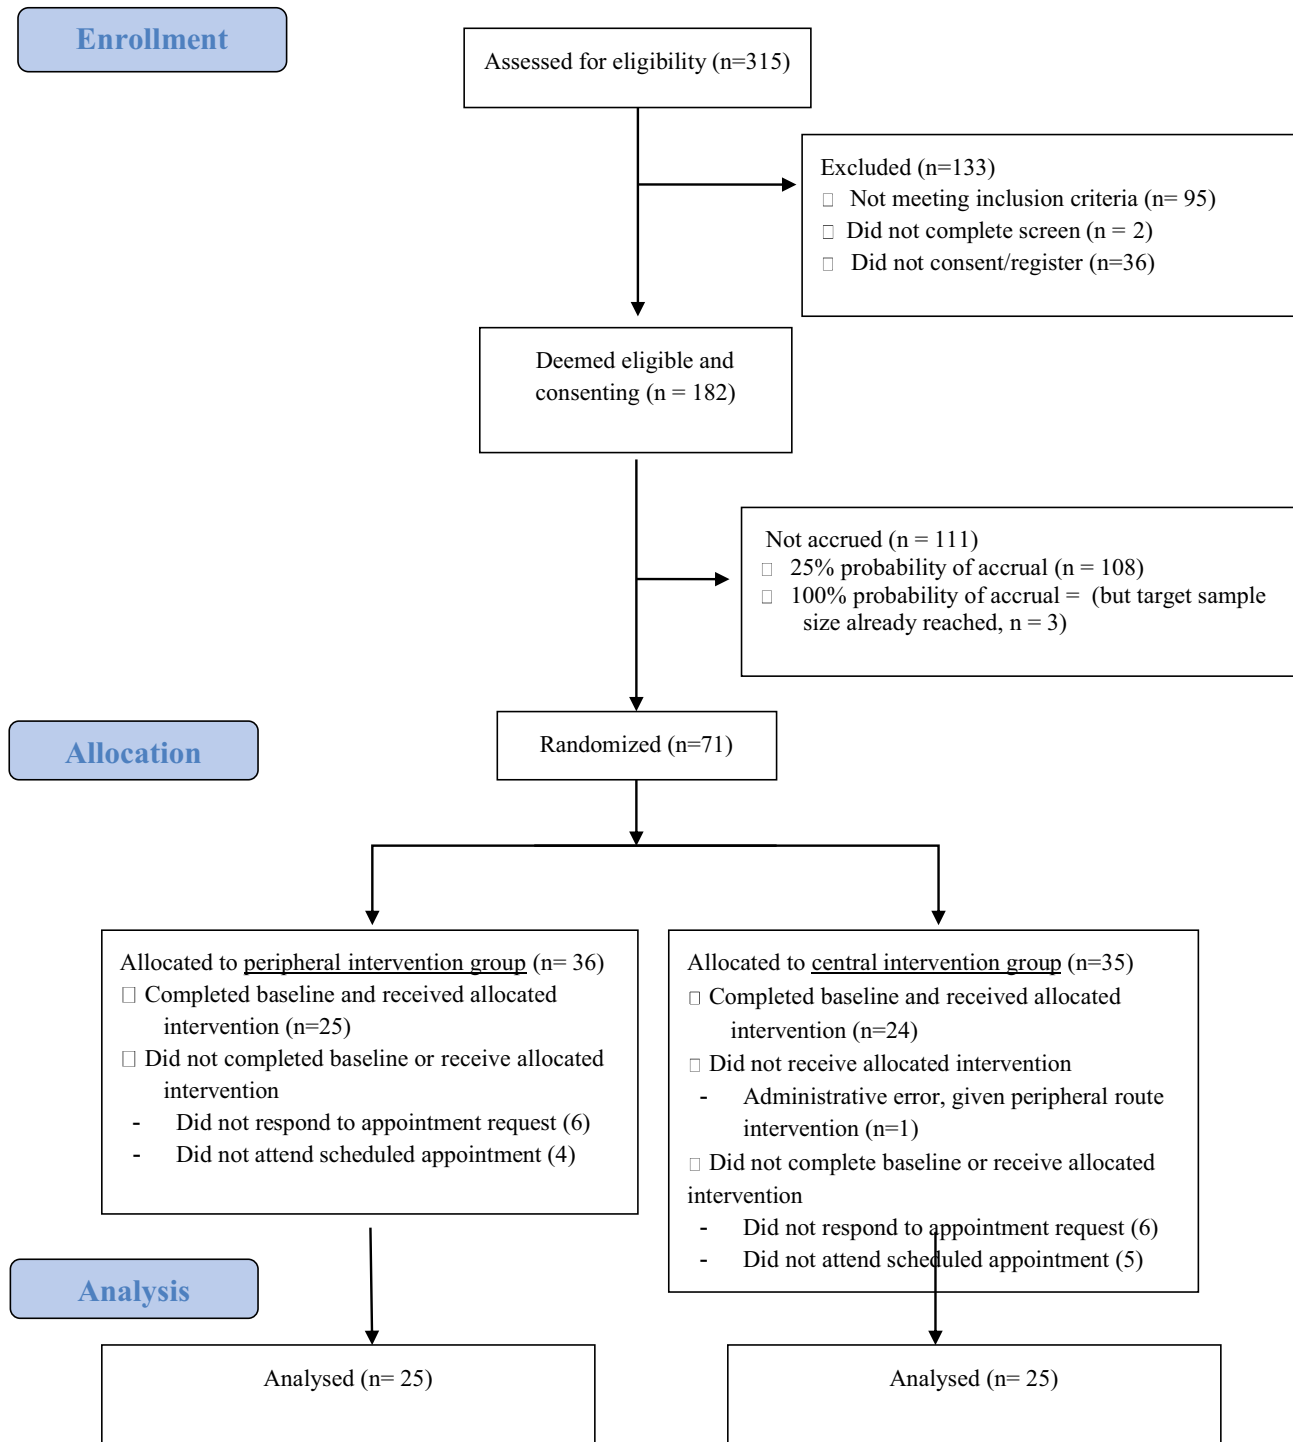 Enrollment
Assessed for eligibility (n=315)
Excluded (n=133)
□ Not meeting inclusion criteria (n= 95)
□ Did not complete screen (n = 2)
□ Did not consent/register (n=36)
Deemed eligible and
consenting (n = 182)
Not accrued (n = 111)
□ 25% probability of accrual (n = 108)
□ 100% probability of accrual = (but target sample
size already reached, n = 3)
Allocation
Randomized (n=71)
Allocated to peripheral intervention group (n= 36)
□ Completed baseline and received allocated
intervention (n=25)
□ Did not completed baseline or receive allocated
intervention
- Did not respond to appointment request (6)
- Did not attend scheduled appointment (4)
Allocated to central intervention group (n=35)
□ Completed baseline and received allocated
intervention (n=24)
□ Did not receive allocated intervention
- Administrative error, given peripheral route
intervention (n=1)
□ Did not complete baseline or receive allocated
intervention
- Did not respond to appointment request (6)
- Did not attend scheduled appointment (5)
Analysis
Analysed (n= 25)
Analysed (n= 25)